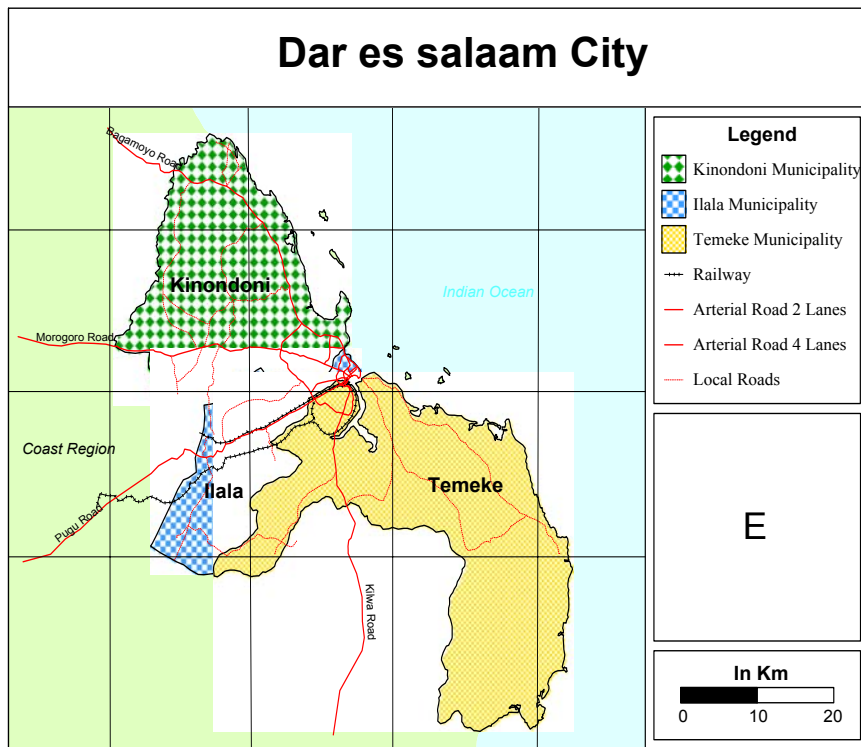 Dar es salaam City
Bagamoyo Road
Kinondoni
Indian Ocean
Morogoro Road
Coast Region
Ilala
Temeke
Pugu Road
Kilwa Road
Legend
Kinondoni Municipality
Ilala Municipality
Temeke Municipality
Railway
Arterial Road 2 Lanes
Arterial Road 4 Lanes
Local Roads
E
In Km
0 10 20